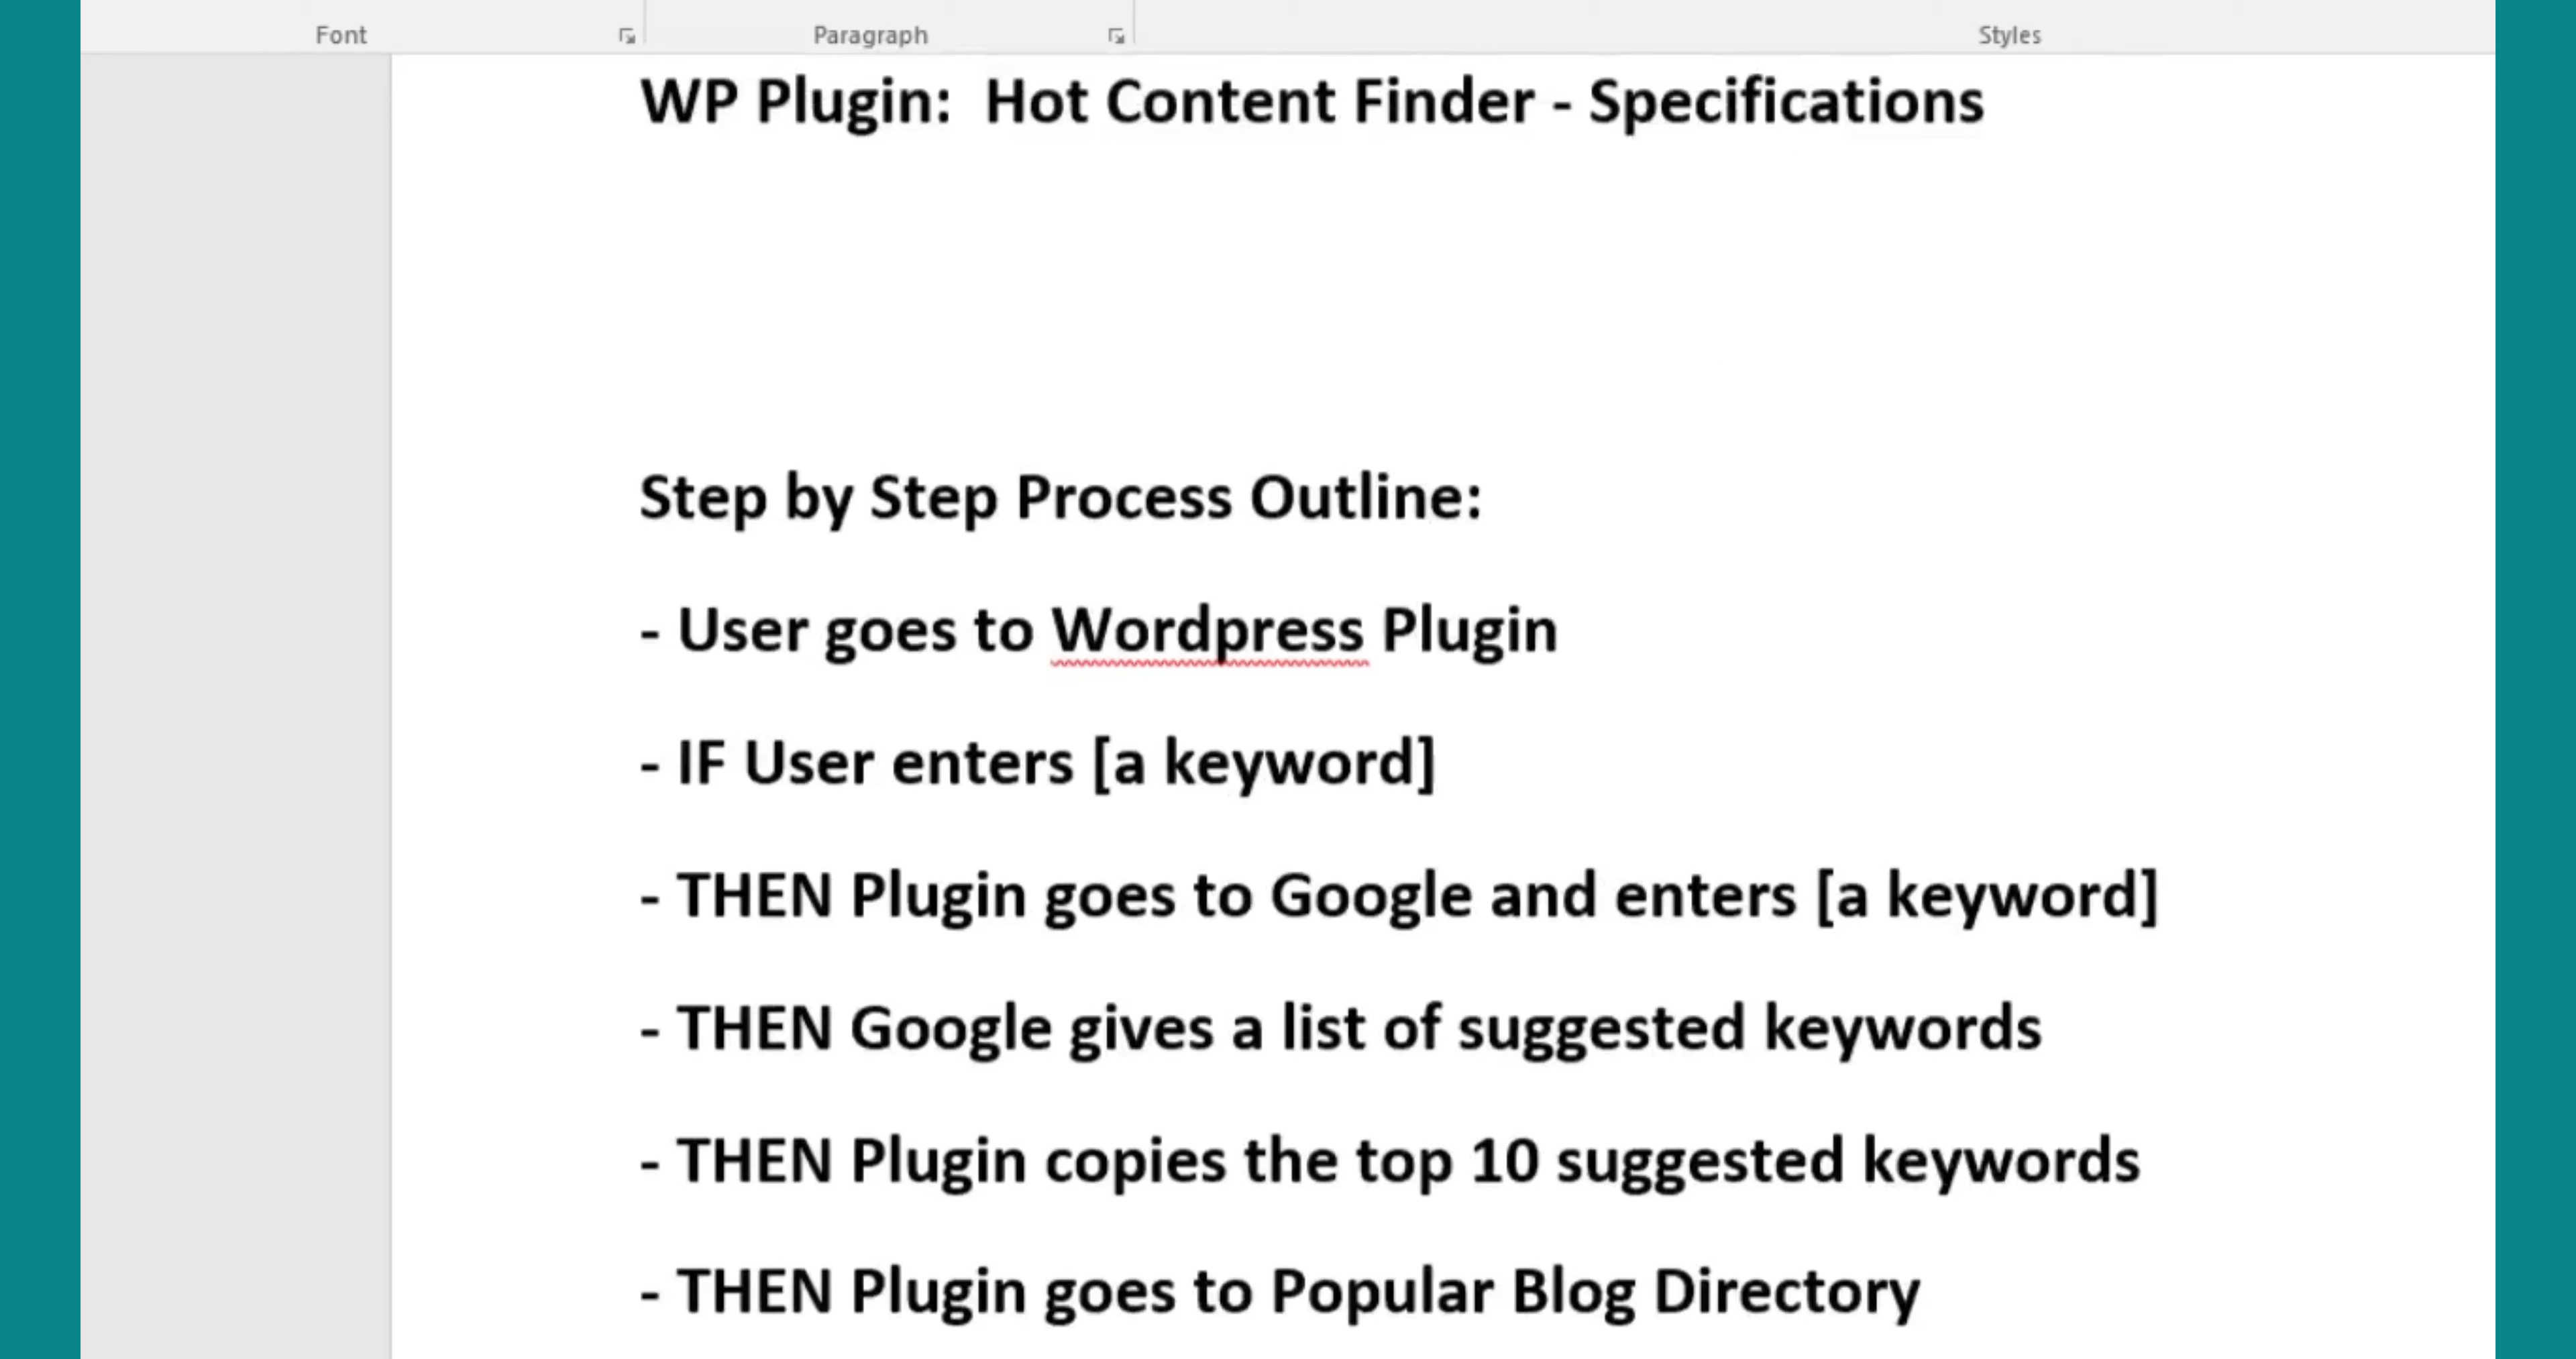 Font Paragraph Styles
WP Plugin: Hot Content Finder - Specifications
Step by Step Process Outline:
- User goes to Wordpress Plugin
- IF User enters [a keyword]
- THEN Plugin goes to Google and enters [a keyword]
- THEN Google gives a list of suggested keywords
- THEN Plugin copies the top 10 suggested keywords
- THEN Plugin goes to Popular Blog Directory